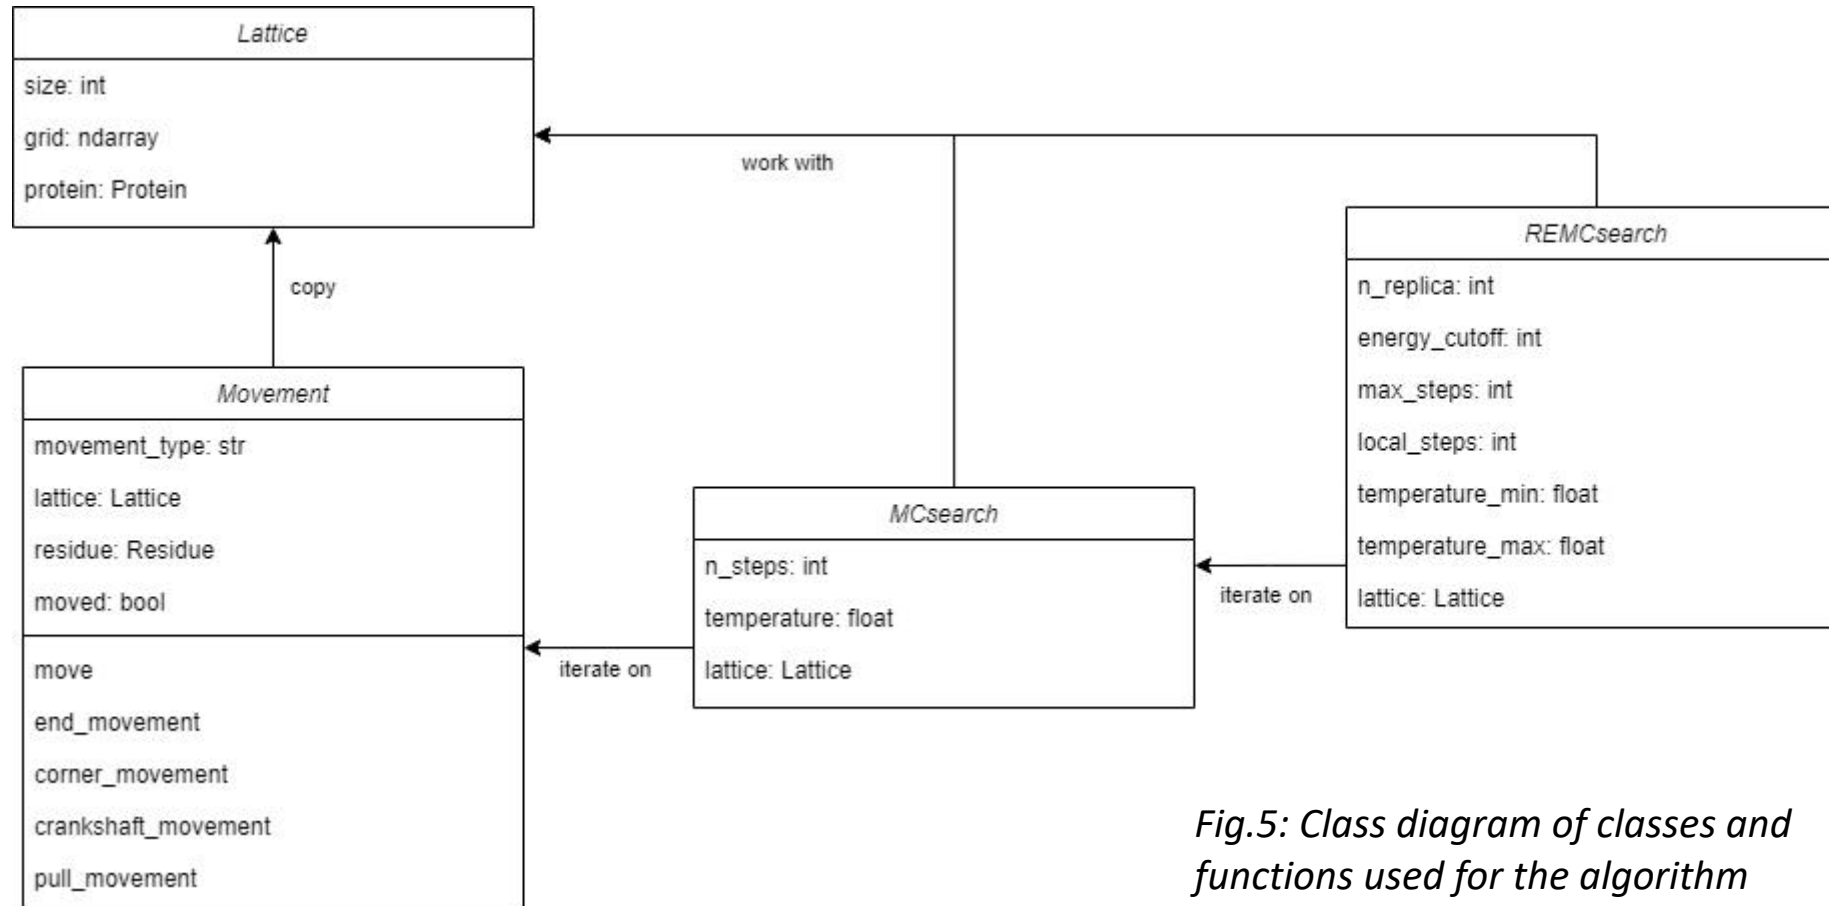 Lattice
size: int
grid: ndarray
protein: Protein
work with
copy
REMCsearch
n_replica: int
energy_cutoff: int
max_steps: int
local_steps: int
temperature_min: float
temperature_max: float
lattice: Lattice
iterate on
MCsearch
n_steps: int
temperature: float
lattice: Lattice
iterate on
Movement
movement_type: str
lattice: Lattice
residue: Residue
moved: bool
move
end_movement
corner_movement
crankshaft_movement
pull_movement
Fig.5: Class diagram of classes and
functions used for the algorithm